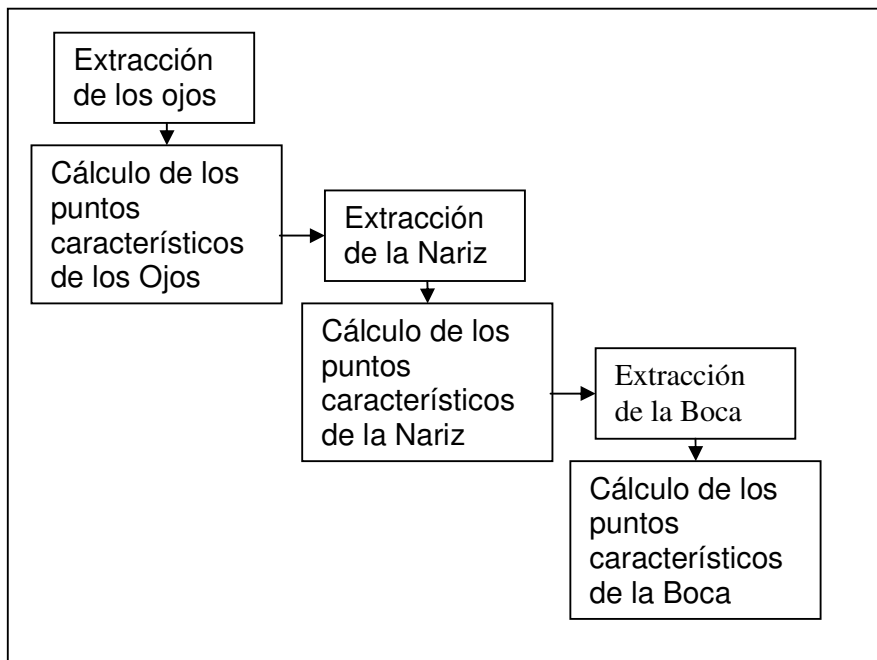 Extracción
de los ojos
Cálculo de los
puntos
característicos
de los Ojos
Extracción
de la Nariz
Cálculo de los
puntos
característicos
de la Nariz
Extracción
de la Boca
Cálculo de los
puntos
característicos
de la Boca